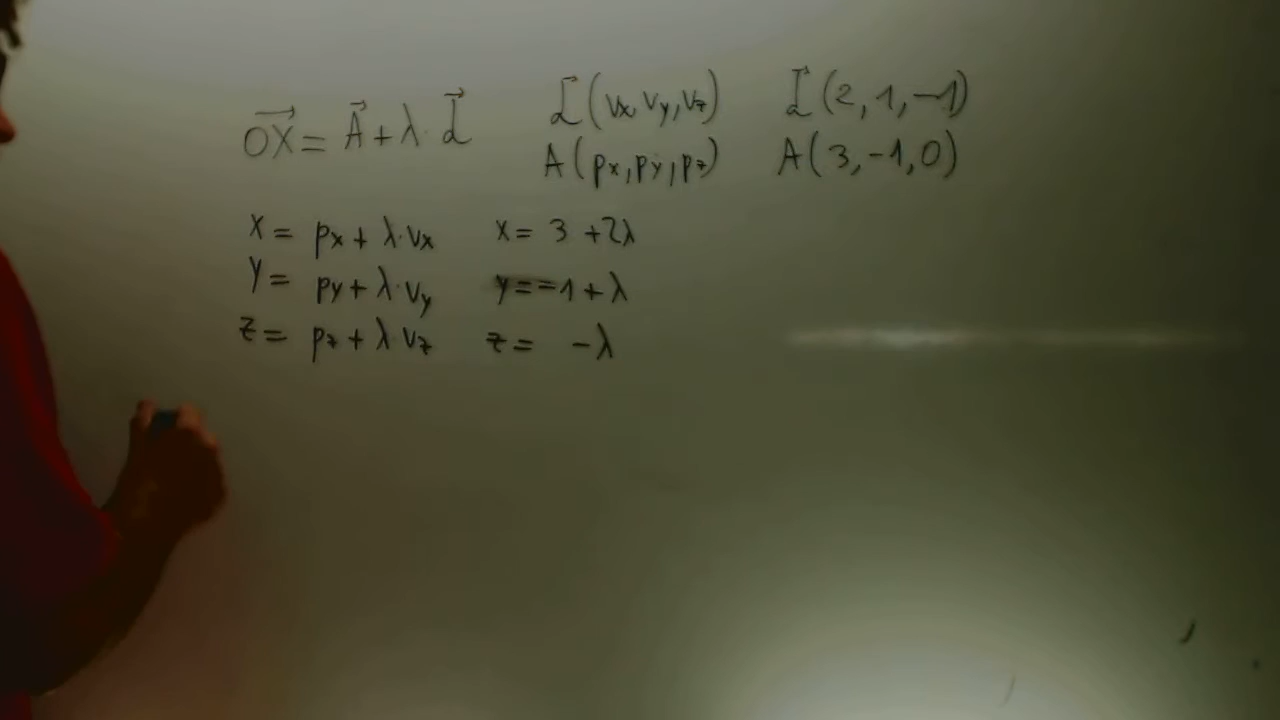 OX⃗ = A⃗ + λ · L⃗ L⃗(vx, vy, vz) L⃗(2, 1, -1)
A(px, py, pz) A(3, -1, 0)
x = px + λ·vx x = 3 + 2λ
y = py + λ·vy y = -1 + λ
z = pz + λ vz z = -λ